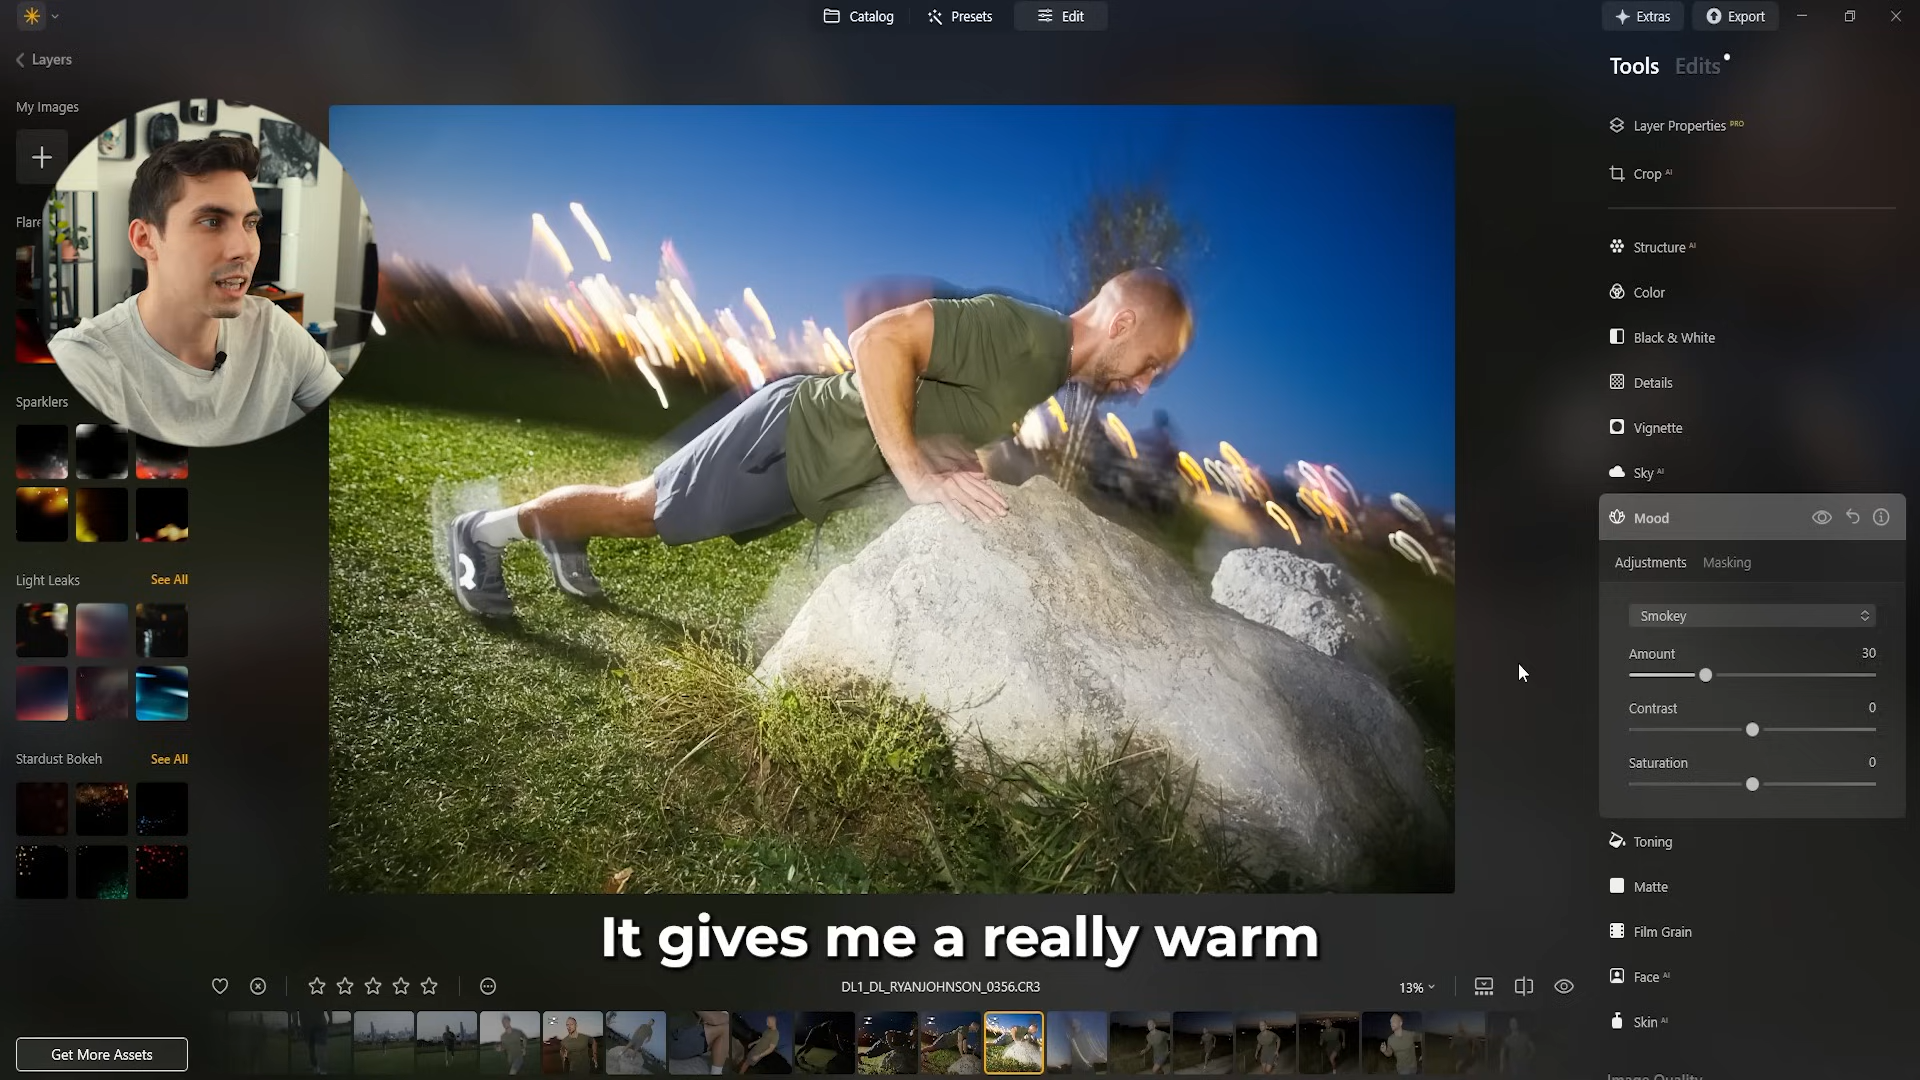 Catalog
Presets
Edit
Extras
Export
Layers
Tools Edits
My Images
Layer Properties PRO
Crop AI
Flare
Structure AI
Color
Black & White
Details
Sparklers
Vignette
Sky AI
Mood
Adjustments Masking
Light Leaks See All
Smokey
Amount 30
Contrast 0
Stardust Bokeh See All
Saturation 0
Toning
Matte
It gives me a really warm
Film Grain
Face AI
DL1_DL_RYANJOHNSON_0356.CR3
13%
Skin AI
Get More Assets
Image Quality